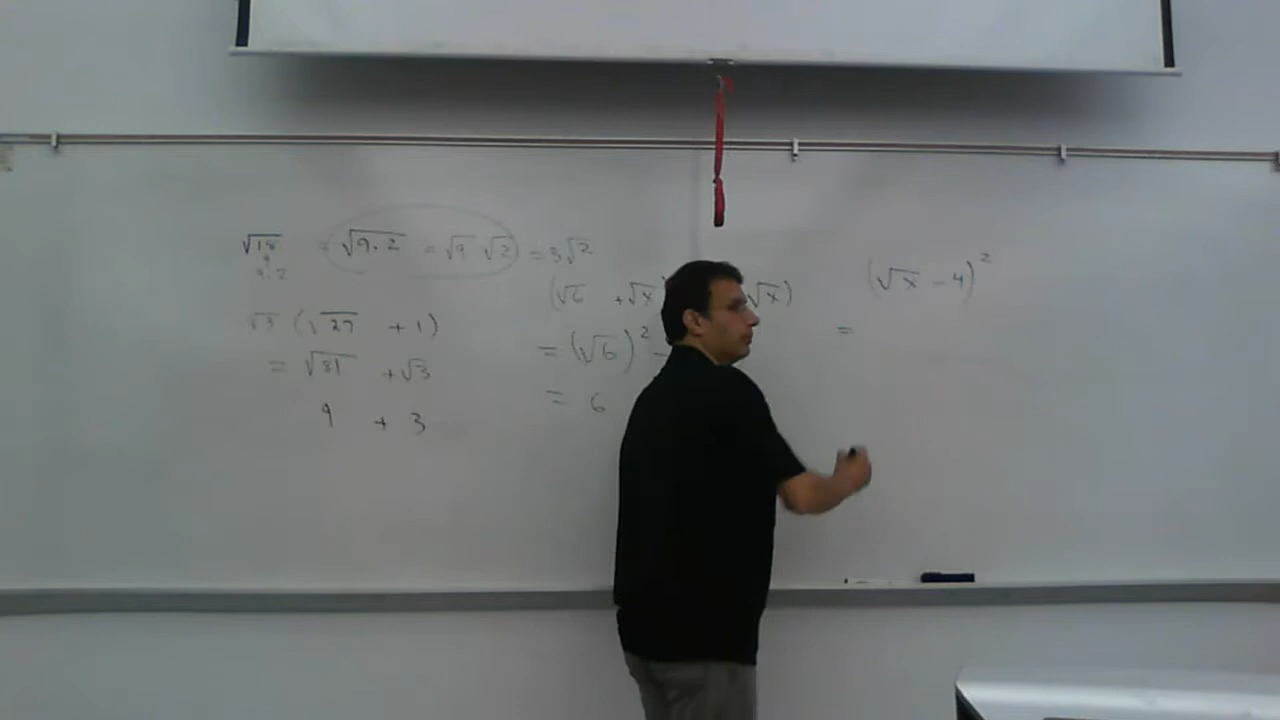 √18 = √9·2 = √9 √2 = 3√2
9·2
√3 (√27 + 1)
= √81 + √3
9 + 3
(√6 + √x) √x)
= (√6)² -
= 6
(√x - 4)²
=